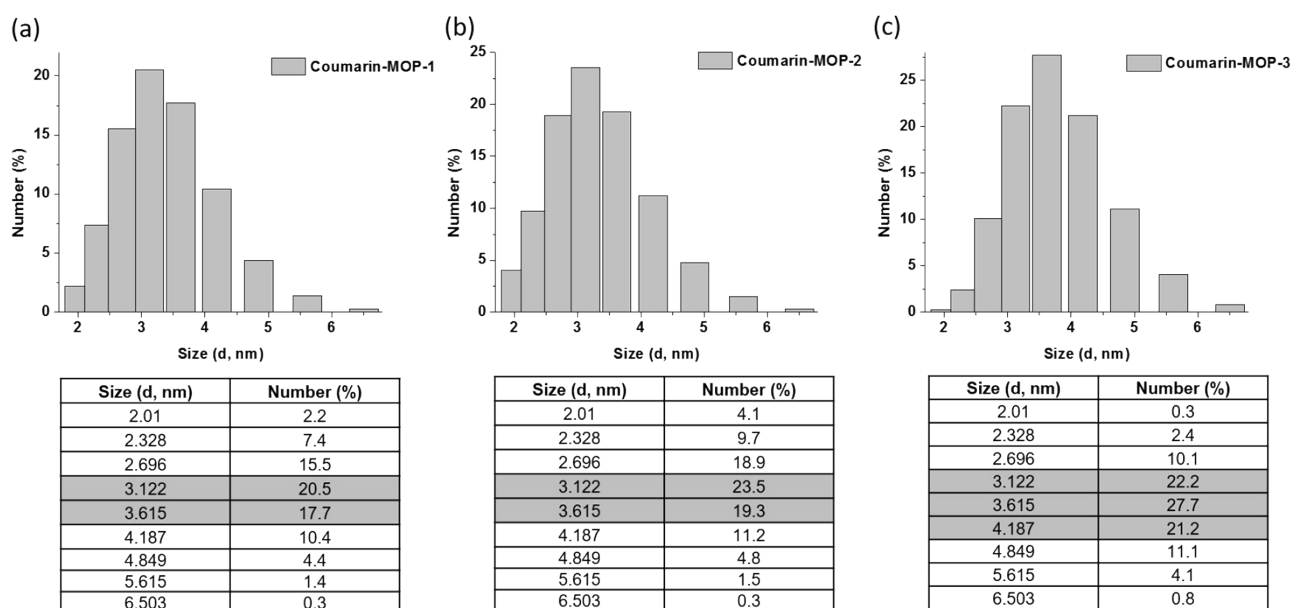 (a)
Coumarin-MOP-1
Number (%)
20
15
10
5
0
2 3 4 5 6
Size (d, nm)
Size (d, nm) Number (%)
2.01 2.2
2.328 7.4
2.696 15.5
3.122 20.5
3.615 17.7
4.187 10.4
4.849 4.4
5.615 1.4
6.503 0.3
(b)
Coumarin-MOP-2
Number (%)
25
20
15
10
5
0
2 3 4 5 6
Size (d, nm)
Size (d, nm) Number (%)
2.01 4.1
2.328 9.7
2.696 18.9
3.122 23.5
3.615 19.3
4.187 11.2
4.849 4.8
5.615 1.5
6.503 0.3
(c)
Coumarin-MOP-3
Number (%)
25
20
15
10
5
0
2 3 4 5 6
Size (d, nm)
Size (d, nm) Number (%)
2.01 0.3
2.328 2.4
2.696 10.1
3.122 22.2
3.615 27.7
4.187 21.2
4.849 11.1
5.615 4.1
6.503 0.8